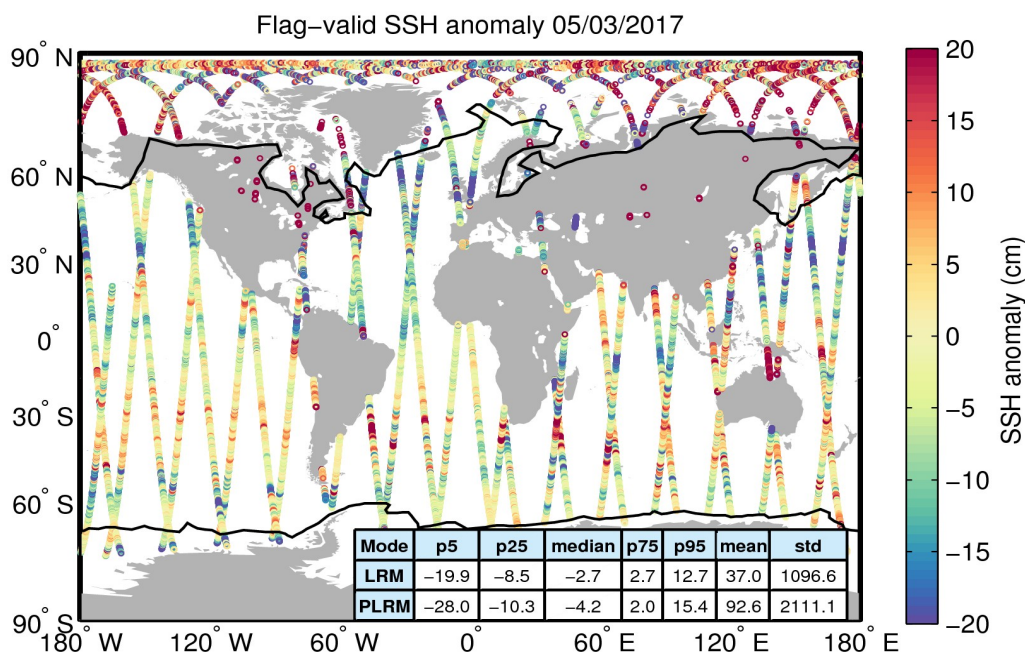 Flag−valid SSH anomaly 05/03/2017
90° N
60° N
30° N
0°
30° S
60° S
90° S
180° W
120° W
60° W
0°
60° E
120° E
180° E
Mode p5 p25 median p75 p95 mean std
LRM −19.9 −8.5 −2.7 2.7 12.7 37.0 1096.6
PLRM −28.0 −10.3 −4.2 2.0 15.4 92.6 2111.1
20
15
10
5
0
−5
−10
−15
−20
SSH anomaly (cm)